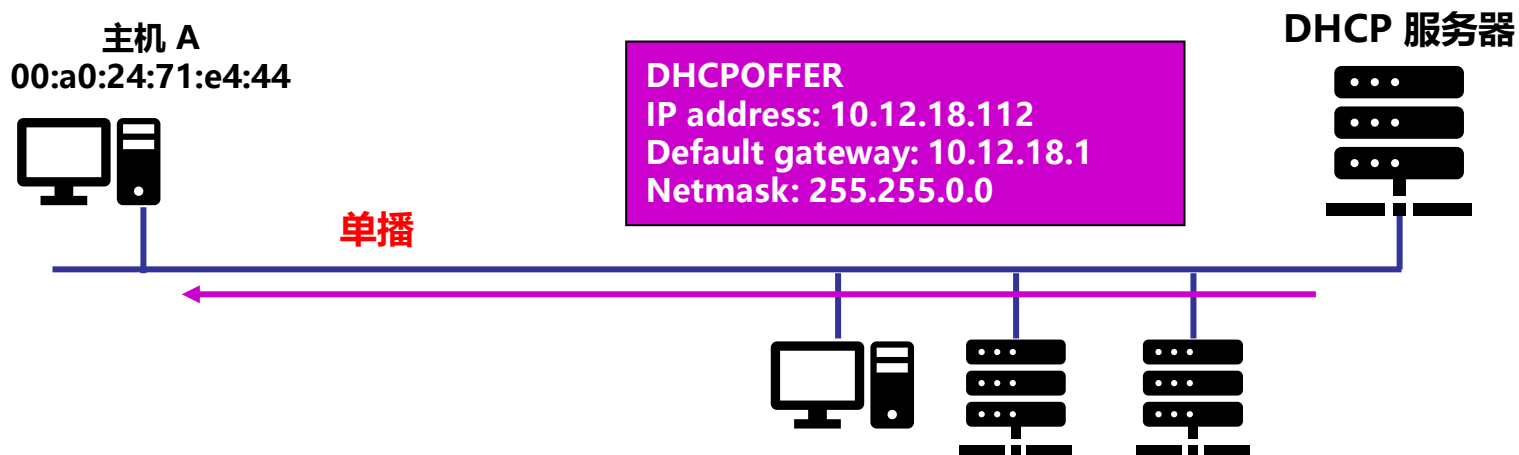 主机 A
00:a0:24:71:e4:44
DHCP 服务器
DHCPOFFER
IP address: 10.12.18.112
Default gateway: 10.12.18.1
Netmask: 255.255.0.0
单播